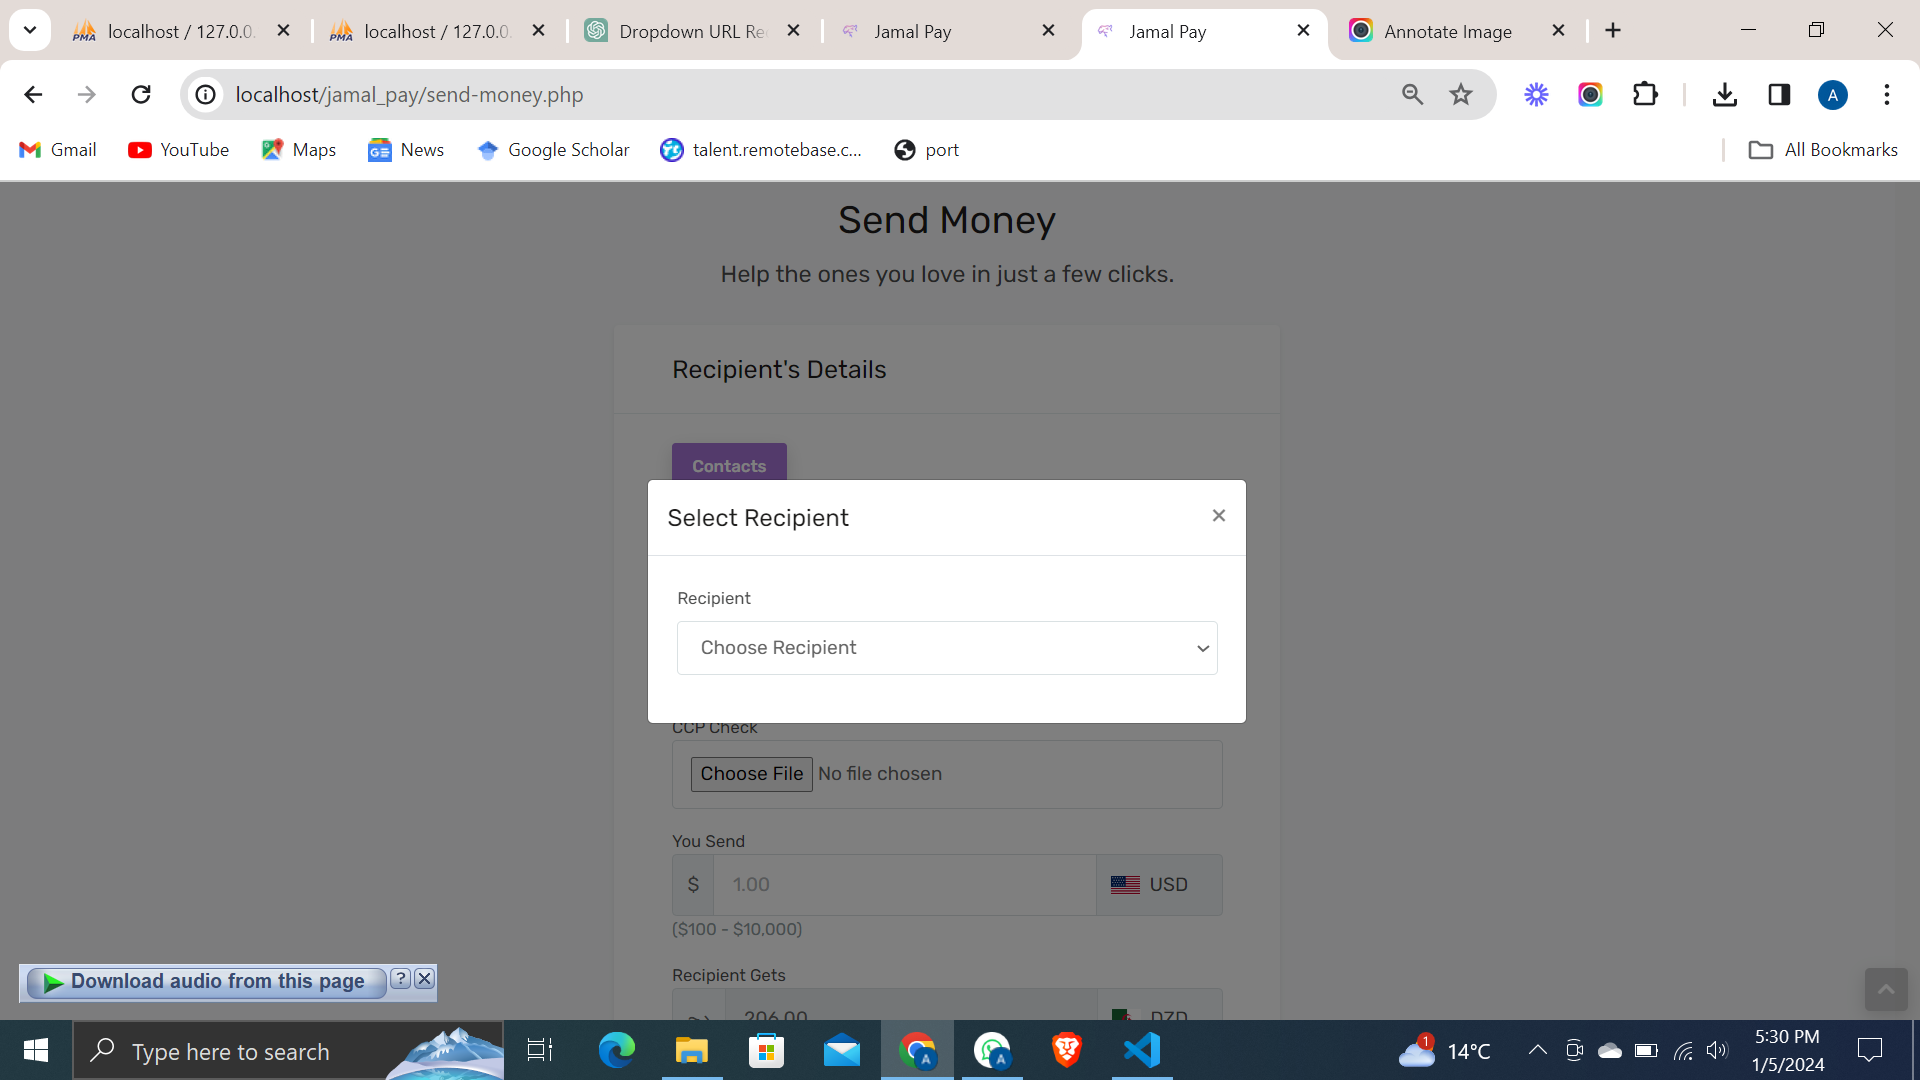 localhost / 127.0.0.
localhost / 127.0.0.
Dropdown URL Re
Jamal Pay
Jamal Pay
Annotate Image
localhost/jamal_pay/send-money.php
A
Gmail
YouTube
Maps
News
Google Scholar
talent.remotebase.c...
port
All Bookmarks
Send Money
Help the ones you love in just a few clicks.
Recipient's Details
Contacts
Select Recipient
×
Recipient
Choose Recipient
CCP Check
Choose File No file chosen
You Send
$ 1.00 USD
($100 - $10,000)
Recipient Gets
206.00 DZD
Download audio from this page ?
Type here to search
A
A
1
14°C
5:30 PM
1/5/2024